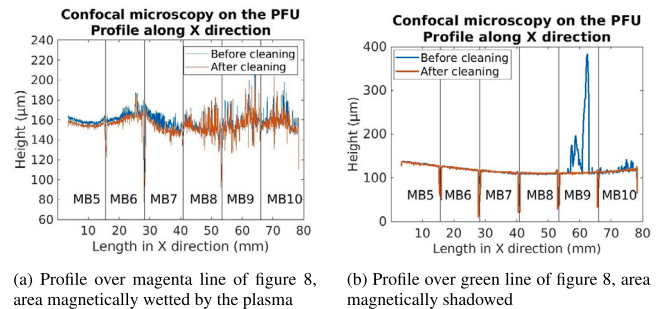 Confocal microscopy on the PFU
Profile along X direction
240
220
200
180
160
140
120
100
80
60
Height (μm)
Before cleaning
After cleaning
MB5 MB6 MB7 MB8 MB9 MB10
10 20 30 40 50 60 70 80
Length in X direction (mm)
(a) Profile over magenta line of figure 8,
area magnetically wetted by the plasma
Confocal microscopy on the PFU
Profile along X direction
400
300
200
100
0
Height (μm)
Before cleaning
After cleaning
MB5 MB6 MB7 MB8 MB9 MB10
10 20 30 40 50 60 70 80
Length in X direction (mm)
(b) Profile over green line of figure 8, area
magnetically shadowed